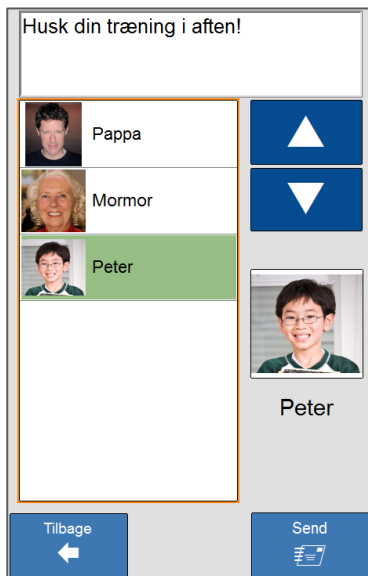 Husk din træning i aften!
Pappa
Mormor
Peter
Peter
Tilbage
Send